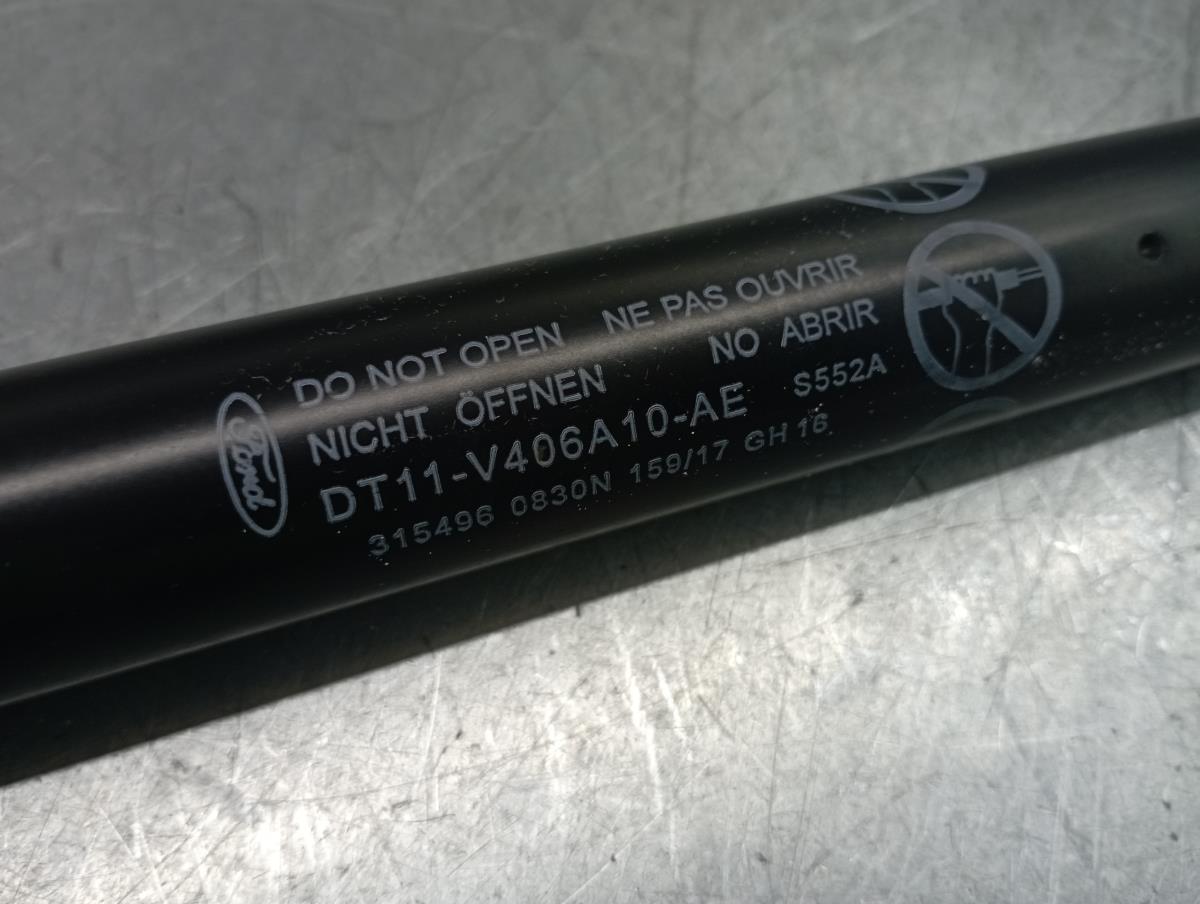 Ford
DO NOT OPEN NE PAS OUVRIR
NICHT ÖFFNEN NO ABRIR
DT11-V406A10-AE S552A
315496 0830N 159/17 GH 16